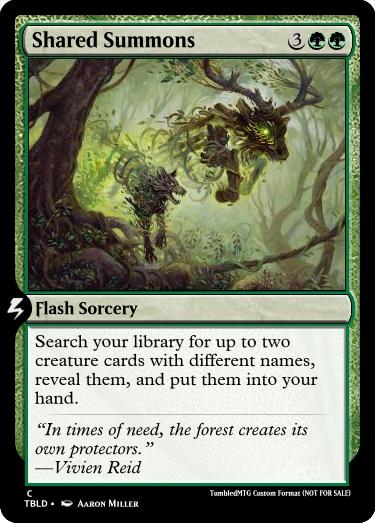 Shared Summons 3
Flash Sorcery
Search your library for up to two
creature cards with different names,
reveal them, and put them into your
hand.
“In times of need, the forest creates its
own protectors.”
—Vivien Reid
C
TBLD • Aaron Miller
TumbledMTG Custom Format (NOT FOR SALE)